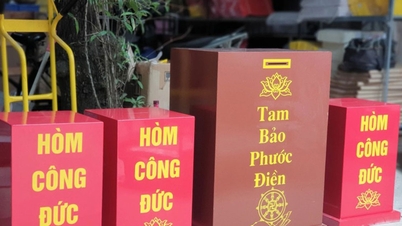 HÒM
CÔNG
ĐỨC
HÒM
CÔNG
ĐỨC
Tam
Bảo
Phước
Điền
HÒM
CÔNG
ĐỨC